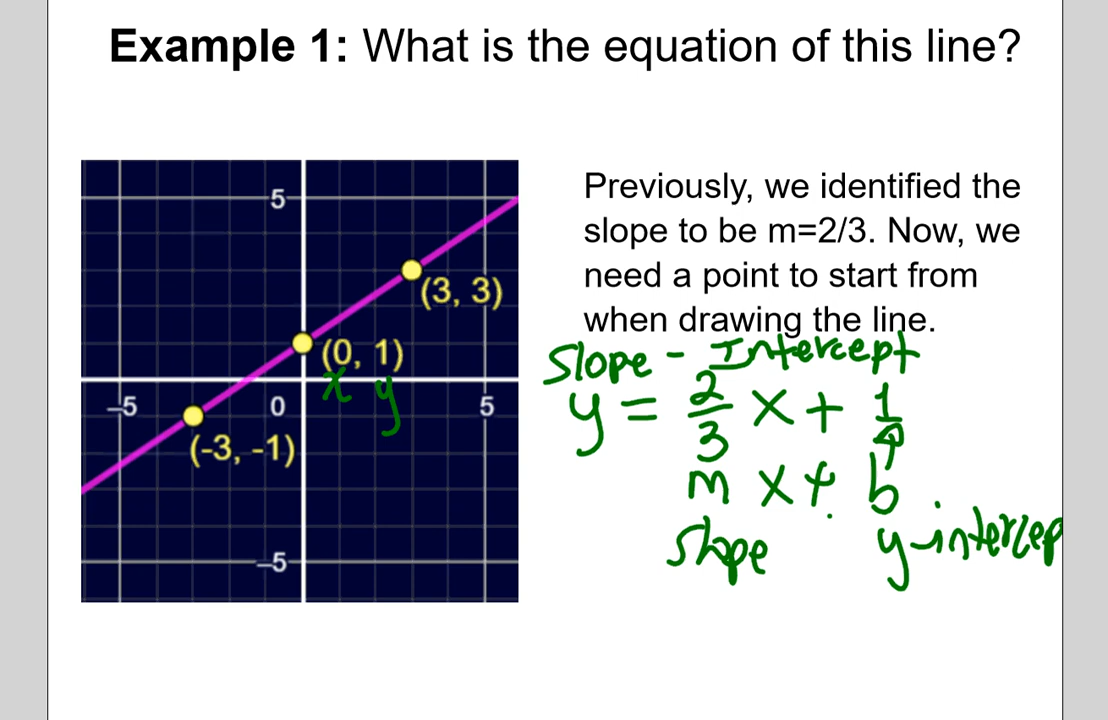 Example 1: What is the equation of this line?
Previously, we identified the
slope to be m=2/3. Now, we
need a point to start from
when drawing the line.
5
(3, 3)
(0, 1)
x y
-5 0 5
(-3, -1)
-5
Slope - Intercept
y = 2/3 x + 1
m x + b
slope y-intercep